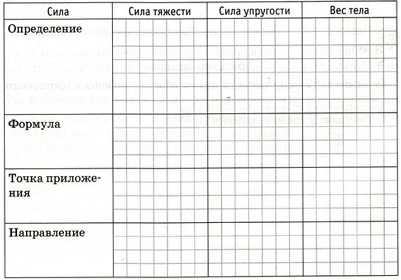 Сила Сила тяжести Сила упругости Вес тела
Определение
Формула
Точка приложе-
ния
Направление